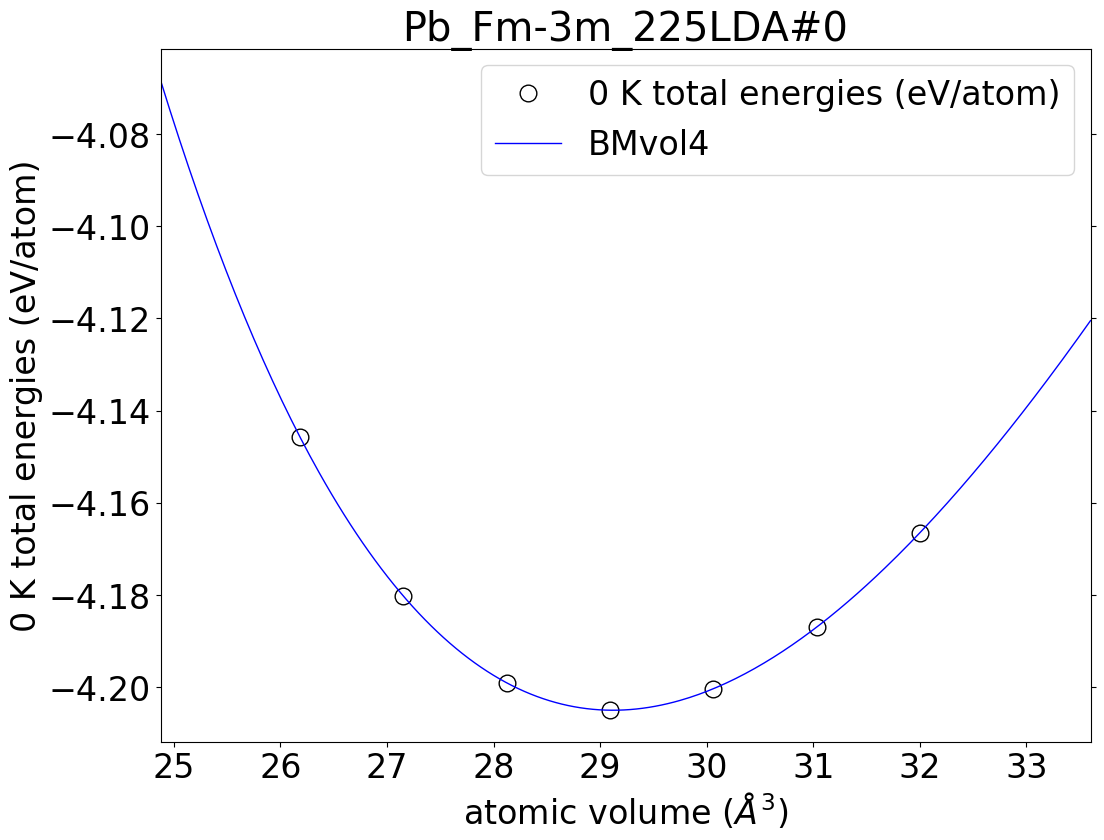 Pb_Fm-3m_225LDA#0
0 K total energies (eV/atom)
BMvol4
−4.08
−4.10
−4.12
−4.14
−4.16
−4.18
−4.20
0 K total energies (eV/atom)
25 26 27 28 29 30 31 32 33
atomic volume (Å³)